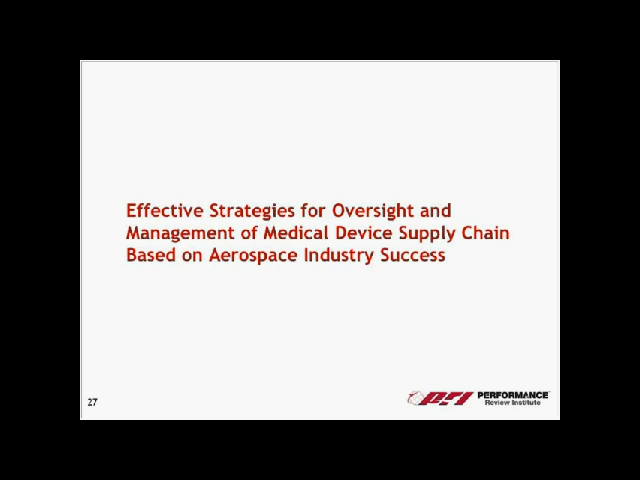 Effective Strategies for Oversight and
Management of Medical Device Supply Chain
Based on Aerospace Industry Success
27
PRI PERFORMANCE
Review Institute